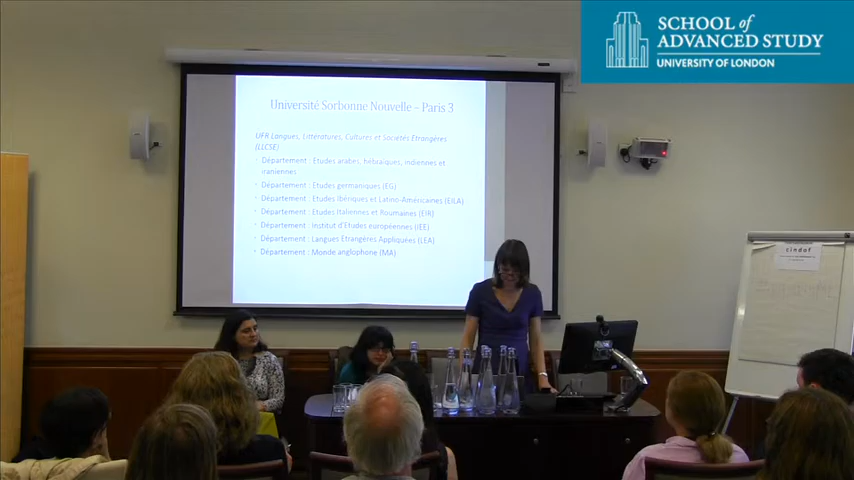 SCHOOL of
ADVANCED STUDY
UNIVERSITY OF LONDON
Université Sorbonne Nouvelle – Paris 3
UFR Langues, Littératures, Cultures et Sociétés Étrangères
(LLCSE)
Département : Etudes arabes, hébraïques, indiennes et
iraniennes
Département : Etudes germaniques (EG)
Département : Etudes Ibériques et Latino-Américaines (EILA)
Département : Etudes Italiennes et Roumaines (EIR)
Département : Institut d'Etudes européennes (IEE)
Département : Langues Etrangères Appliquées (LEA)
Département : Monde anglophone (MA)